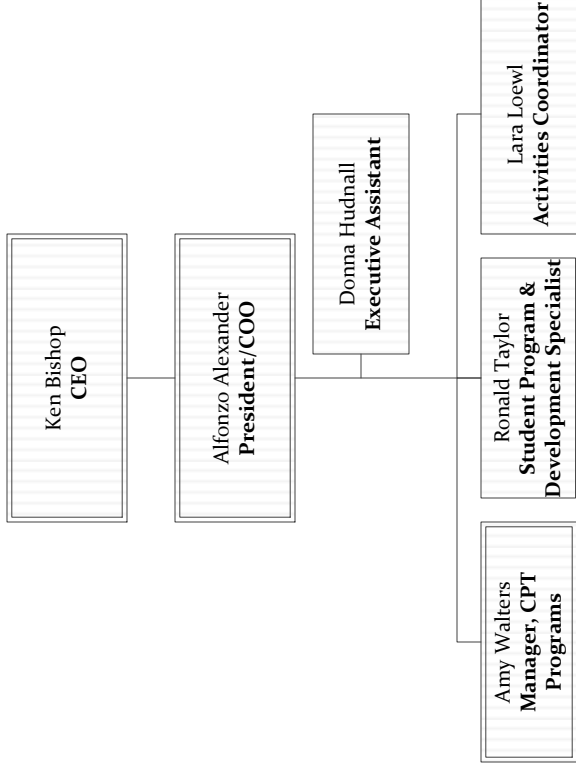 Ken Bishop
CEO
Alfonzo Alexander
President/COO
Donna Hudnall
Executive Assistant
Amy Walters
Manager, CPT
Programs
Ronald Taylor
Student Program &
Development Specialist
Lara Loewl
Activities Coordinator